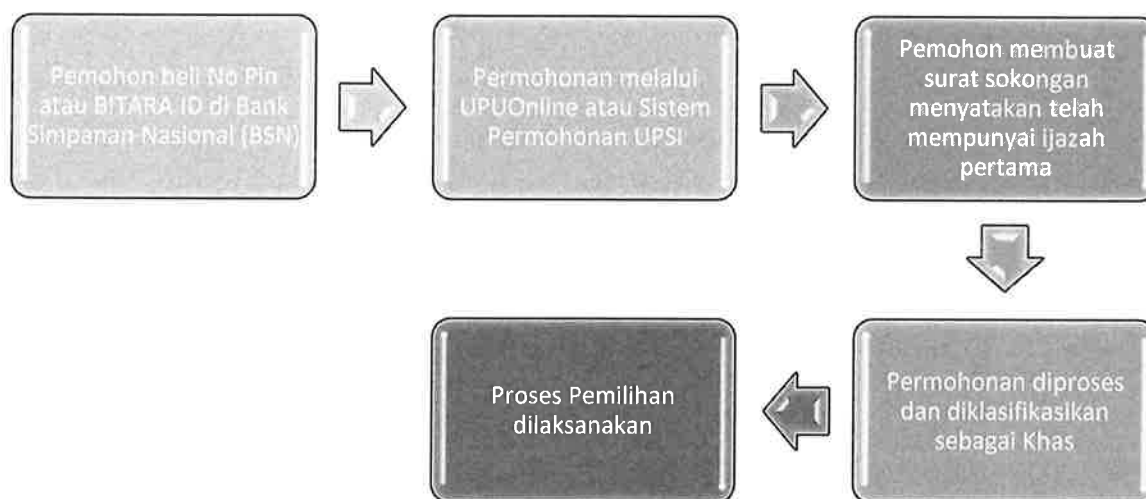 Pemohon beli No Pin
atau BITARA ID di Bank
Simpanan Nasional (BSN)
Permohonan melalui
UPUOnline atau Sistem
Permohonan UPSI
Pemohon membuat
surat sokongan
menyatakan telah
mempunyai ijazah
pertama
Permohonan diproses
dan diklasifikasikan
sebagai Khas
Proses Pemilihan
dilaksanakan